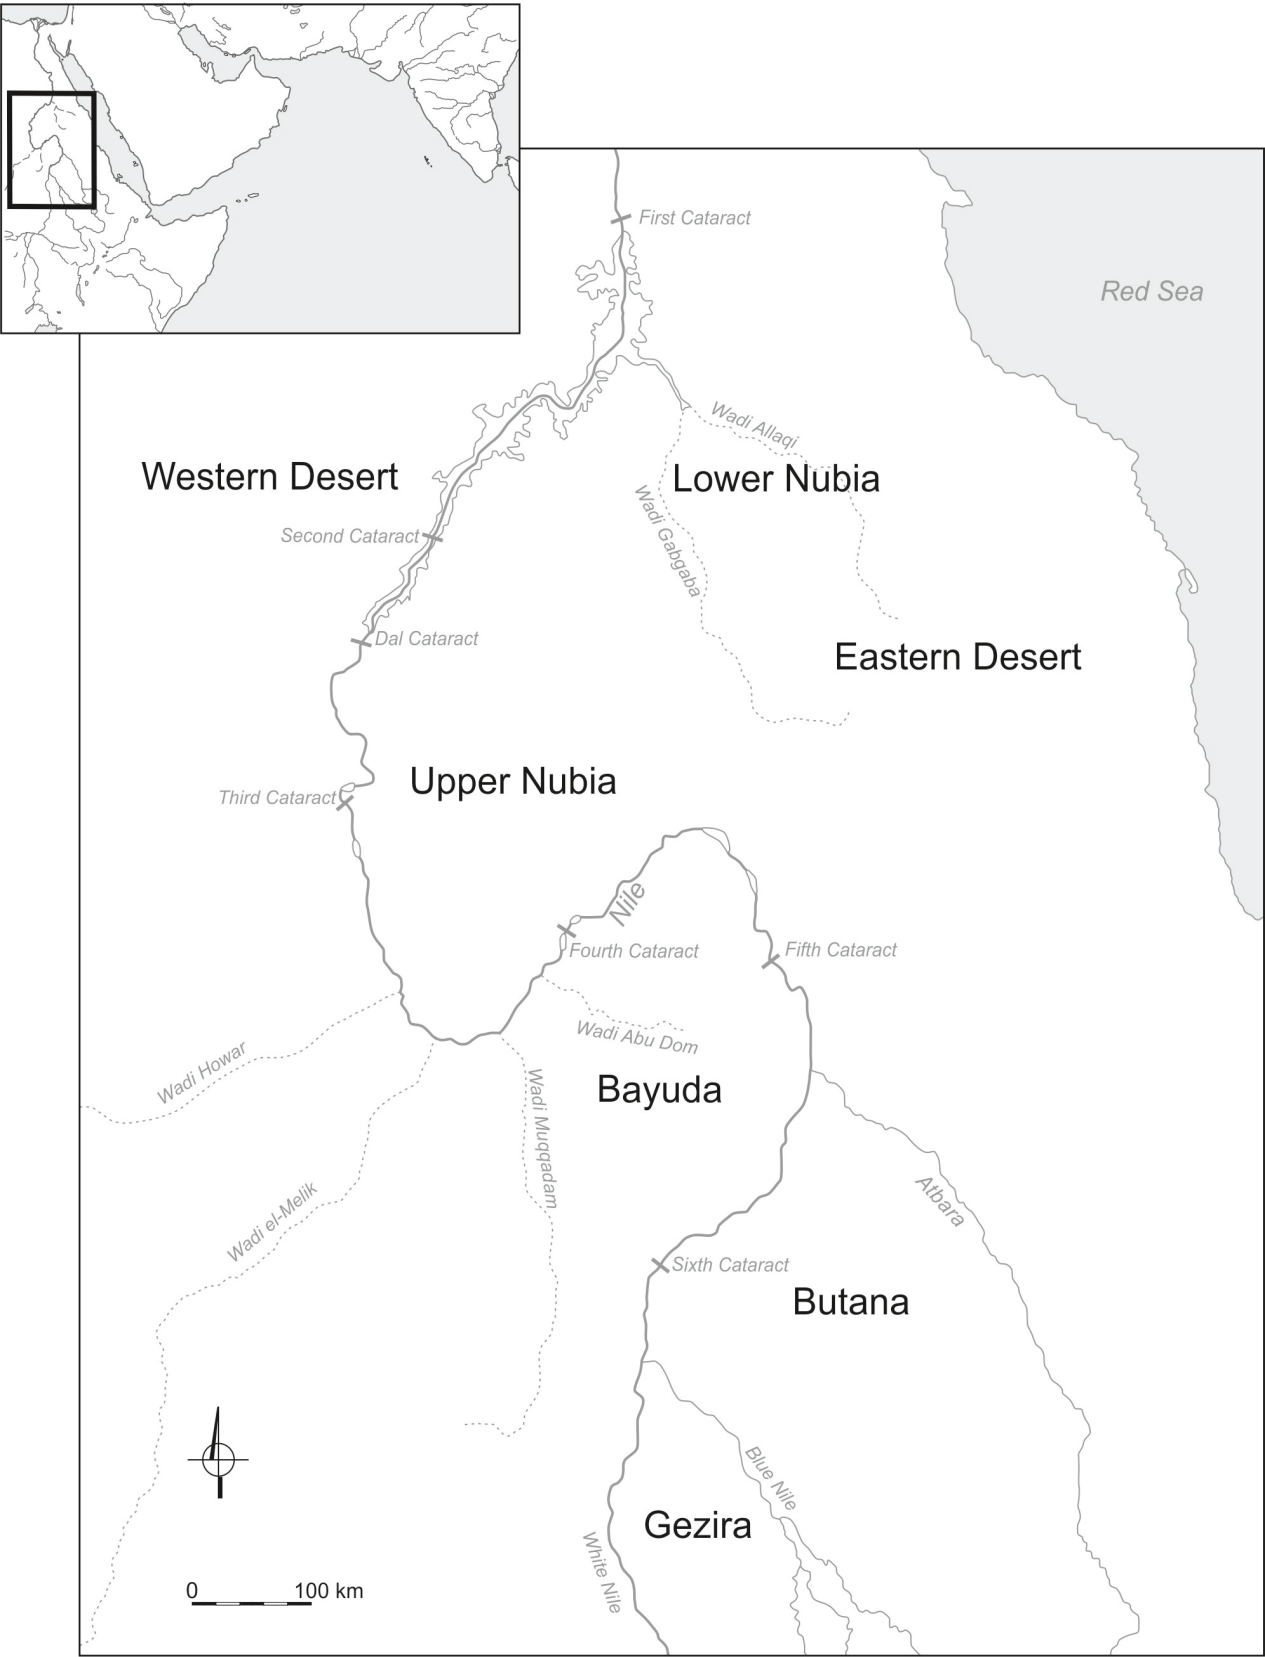 First Cataract
Red Sea
Wadi Allaqi
Western Desert
Lower Nubia
Wadi Gabgaba
Second Cataract
Dal Cataract
Eastern Desert
Upper Nubia
Third Cataract
Nile
Fourth Cataract
Fifth Cataract
Wadi Abu Dom
Wadi Howar
Bayuda
Wadi Muqqadam
Wadi el-Melik
Atbara
Sixth Cataract
Butana
Blue Nile
Gezira
White Nile
0 100 km